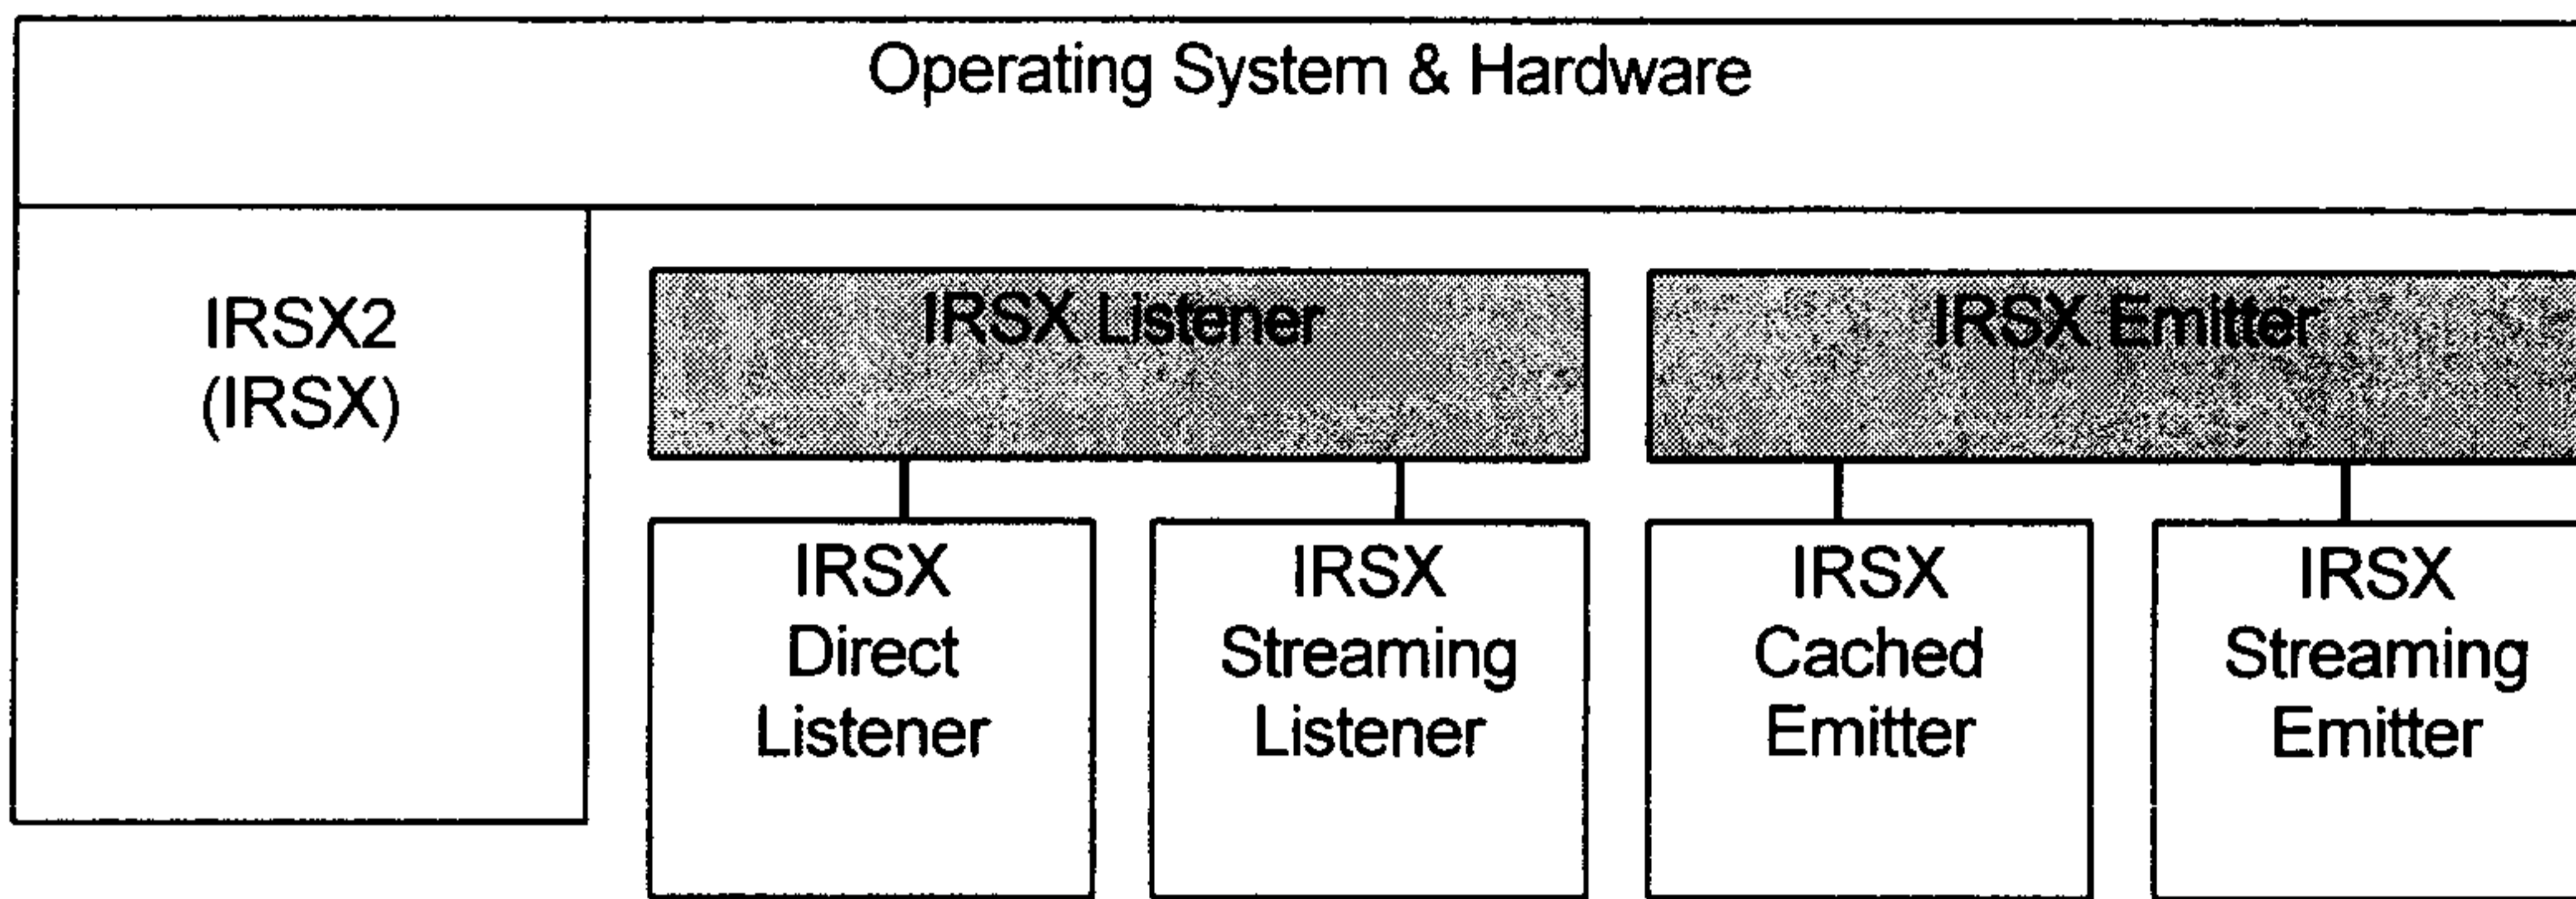 Operating System & Hardware
IRSX2
(IRSX)
IRSX Listener
IRSX Emitter
IRSX
Direct
Listener
IRSX
Streaming
Listener
IRSX
Cached
Emitter
IRSX
Streaming
Emitter